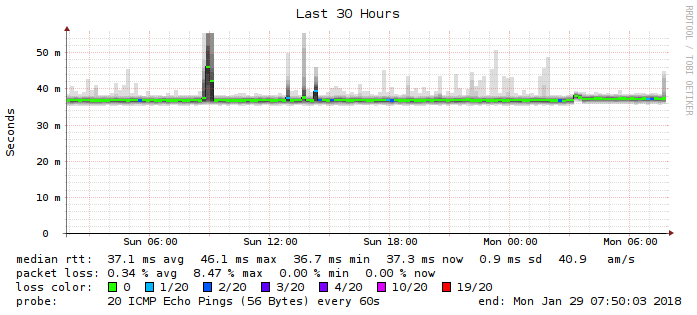 Last 30 Hours
RRDTOOL / TOBI OETIKER
Seconds
50 m
40 m
30 m
20 m
10 m
0
Sun 06:00 Sun 12:00 Sun 18:00 Mon 00:00 Mon 06:00
median rtt: 37.1 ms avg 46.1 ms max 36.7 ms min 37.3 ms now 0.9 ms sd 40.9 am/s
packet loss: 0.34 % avg 8.47 % max 0.00 % min 0.00 % now
loss color: 0 1/20 2/20 3/20 4/20 10/20 19/20
probe: 20 ICMP Echo Pings (56 Bytes) every 60s end: Mon Jan 29 07:50:03 2018